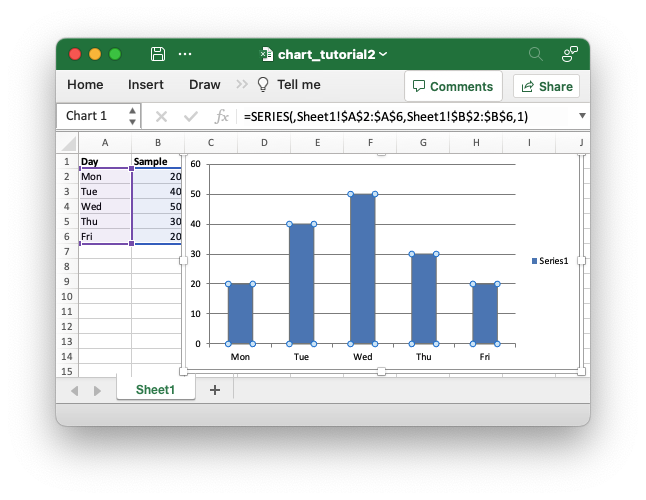 chart_tutorial2
Home Insert Draw Tell me Comments Share
Chart 1 fx =SERIES(,Sheet1!$A$2:$A$6,Sheet1!$B$2:$B$6,1)
A B C D E F G H I J
1 Day Sample
2 Mon 20
3 Tue 40
4 Wed 50
5 Thu 30
6 Fri 20
7
8
9
10
11
12
13
14
15
60
50
40
30
20
10
0
Mon Tue Wed Thu Fri
Series1
Sheet1 +